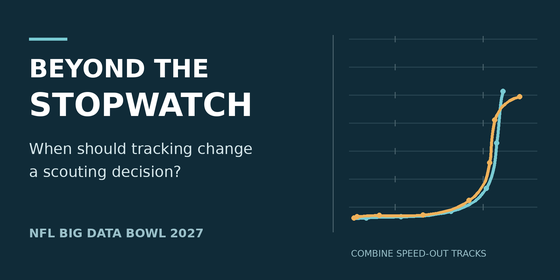 BEYOND THE
STOPWATCH
When should tracking change
a scouting decision?
NFL BIG DATA BOWL 2027
COMBINE SPEED-OUT TRACKS